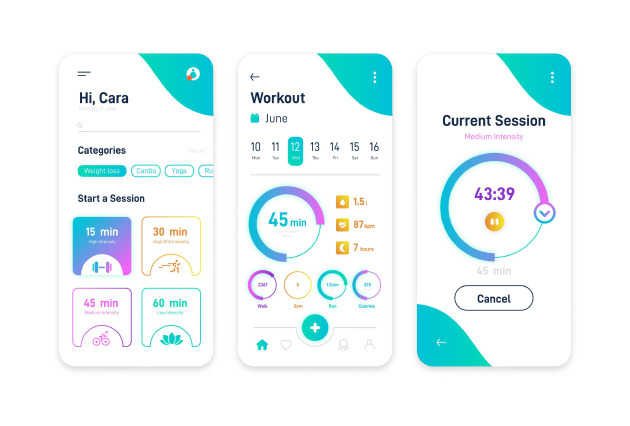 Hi, Cara
Categories
Weight loss
Cardio
Yoga
Ru
Start a Session
15 min
High Intensity
30 min
High/Mid Intensity
45 min
Medium Intensity
60 min
Low Intensity
Workout
June
10 11 12 13 14 15 16
Mon Tue Wed Thu Fri Sat Sun
45 min
1.5 l
87 bpm
7 hours
2347
0
1.5 km
375
Walk
Gym
Run
Calories
Current Session
Medium Intensity
43:39
45 min
Cancel